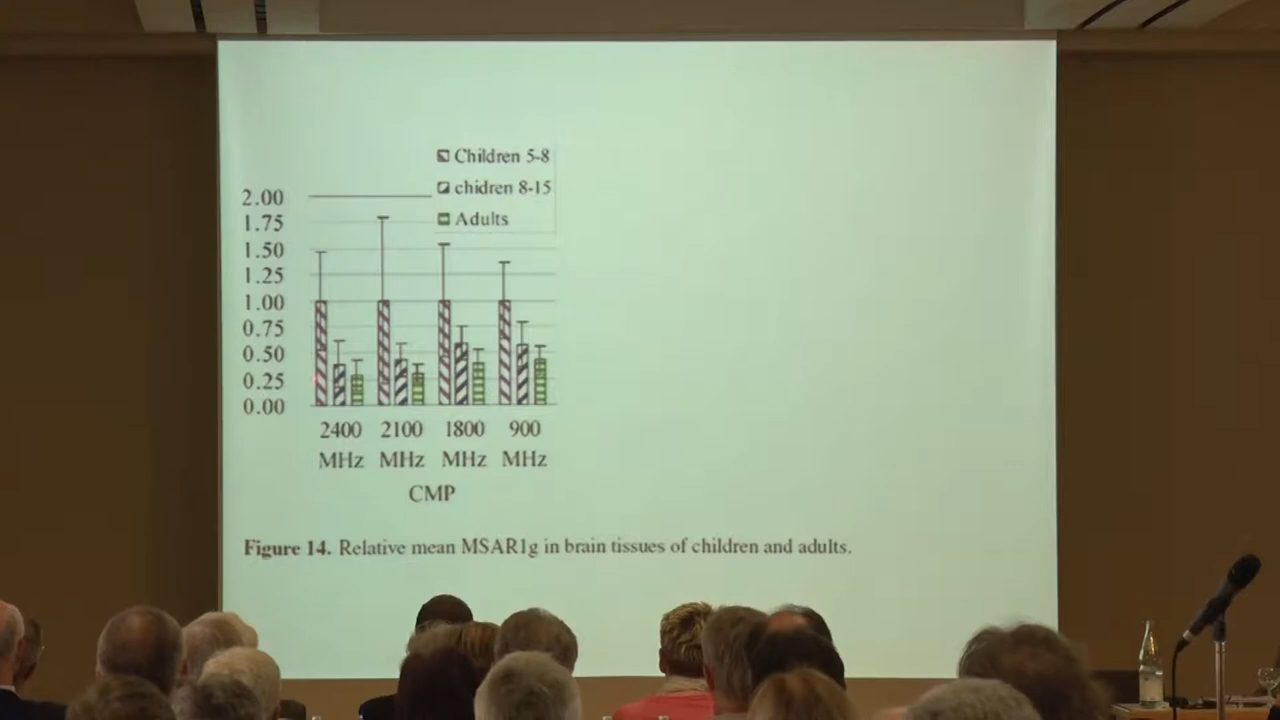 Children 5-8
chidren 8-15
Adults
2.00
1.75
1.50
1.25
1.00
0.75
0.50
0.25
0.00
2400 2100 1800 900
MHz MHz MHz MHz
CMP
Figure 14. Relative mean MSAR1g in brain tissues of children and adults.